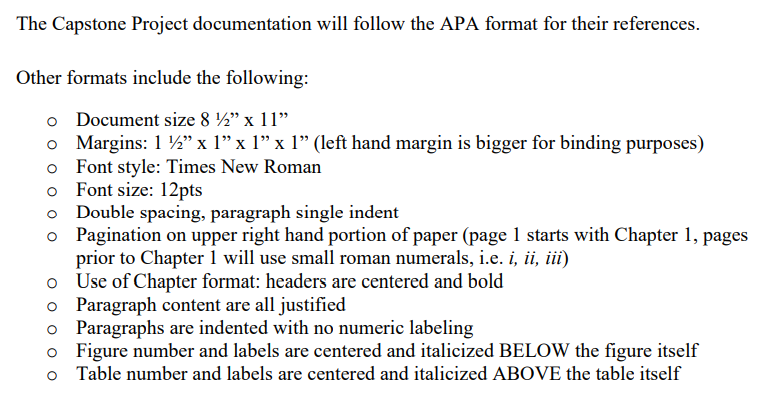 The Capstone Project documentation will follow the APA format for their references.
Other formats include the following:
o Document size 8 ½” x 11”
o Margins: 1 ½” x 1” x 1” x 1” (left hand margin is bigger for binding purposes)
o Font style: Times New Roman
o Font size: 12pts
o Double spacing, paragraph single indent
o Pagination on upper right hand portion of paper (page 1 starts with Chapter 1, pages
prior to Chapter 1 will use small roman numerals, i.e. i, ii, iii)
o Use of Chapter format: headers are centered and bold
o Paragraph content are all justified
o Paragraphs are indented with no numeric labeling
o Figure number and labels are centered and italicized BELOW the figure itself
o Table number and labels are centered and italicized ABOVE the table itself